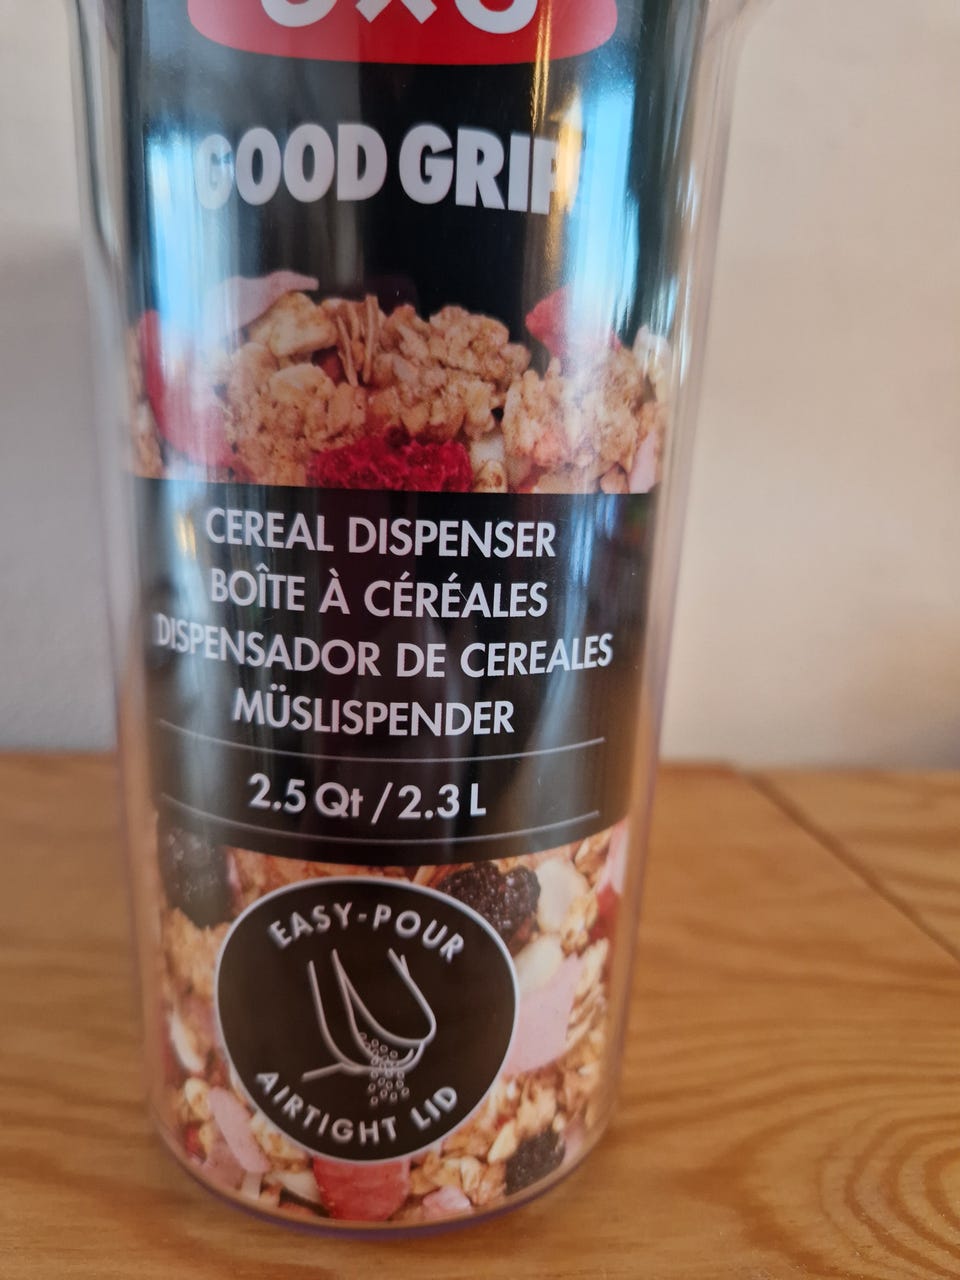 OXO
GOOD GRIP
CEREAL DISPENSER
BOÎTE À CÉRÉALES
DISPENSADOR DE CEREALES
MÜSLISPENDER
2.5 Qt / 2.3 L
EASY-POUR
AIRTIGHT LID